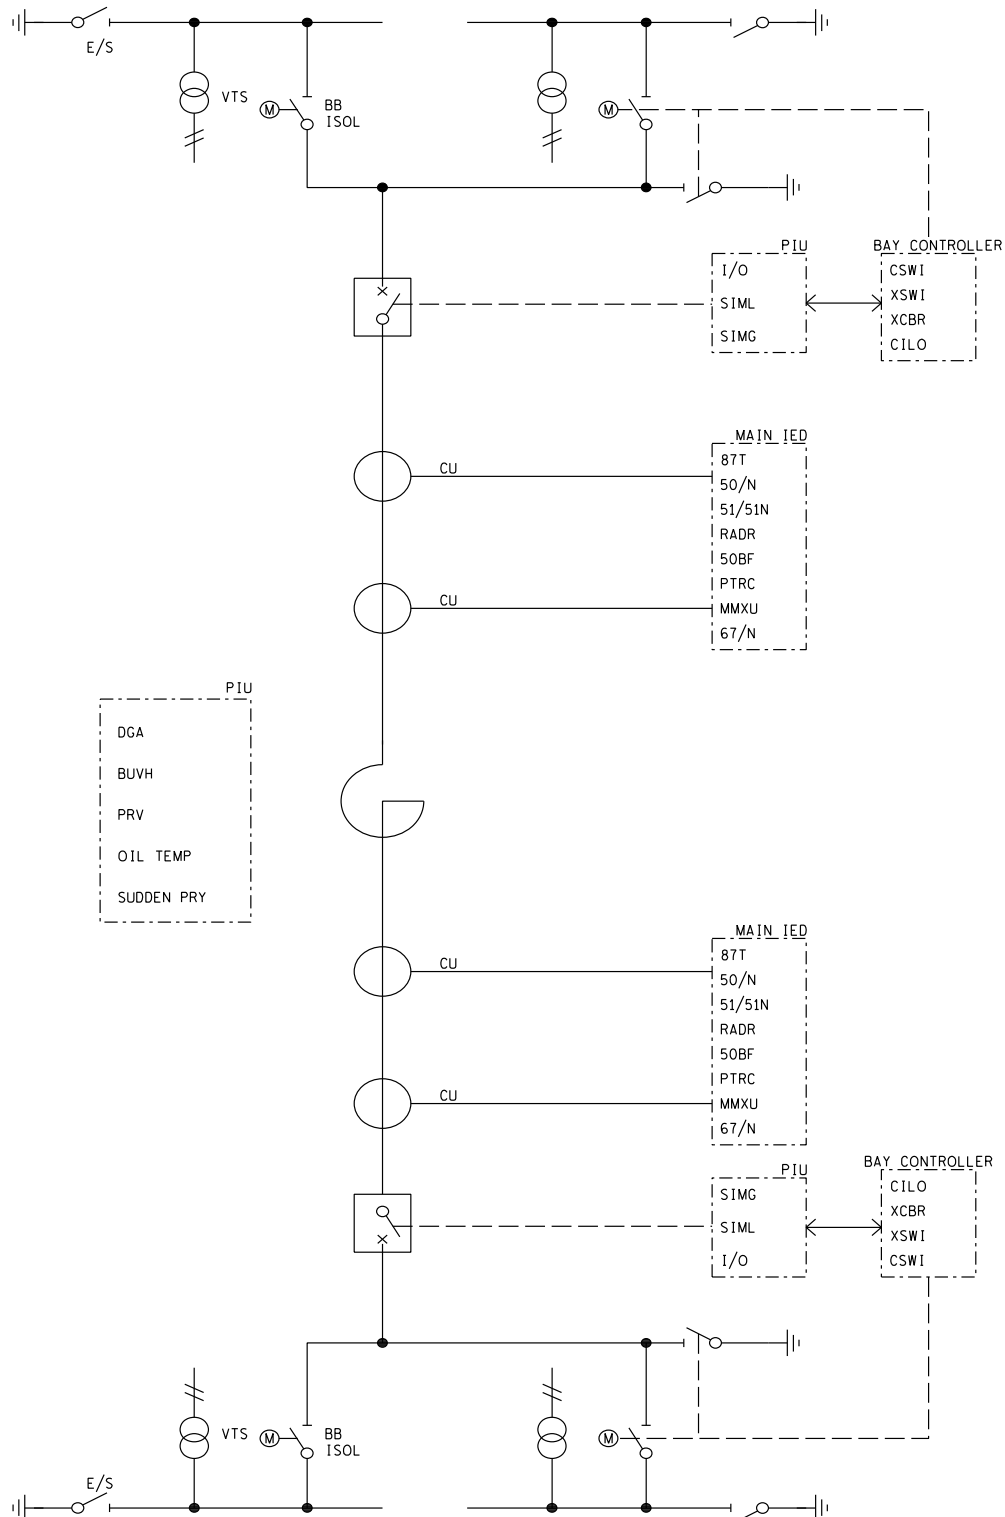 E/S
VTS
M
BB
ISOL
M
PIU
I/O
SIML
SIMG
BAY CONTROLLER
CSWI
XSWI
XCBR
CILO
MAIN IED
87T
50/N
51/51N
RADR
50BF
PTRC
MMXU
67/N
CU
CU
PIU
DGA
BUVH
PRV
OIL TEMP
SUDDEN PRY
MAIN IED
87T
50/N
51/51N
RADR
50BF
PTRC
MMXU
67/N
CU
CU
PIU
SIMG
SIML
I/O
BAY CONTROLLER
CILO
XCBR
XSWI
CSWI
VTS
M
BB
ISOL
M
E/S